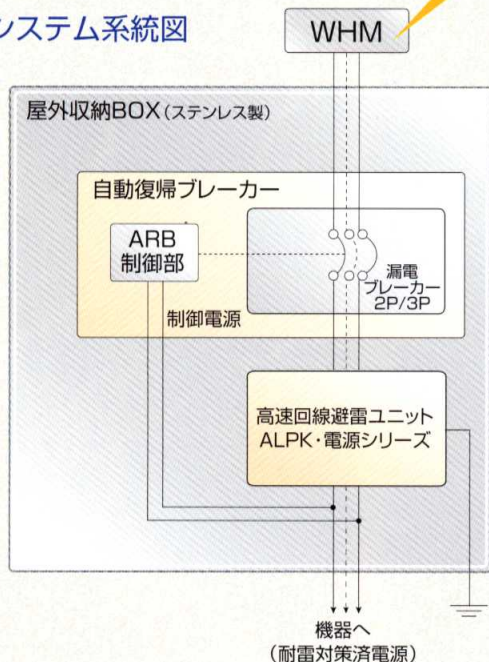 ンステム系統図
WHM
屋外収納BOX(ステンレス製)
自動復帰ブレーカー
ARB
制御部
漏電
ブレーカー
2P/3P
制御電源
高速回線避雷ユニット
ALPK・電源シリーズ
機器へ
(耐雷対策済電源)